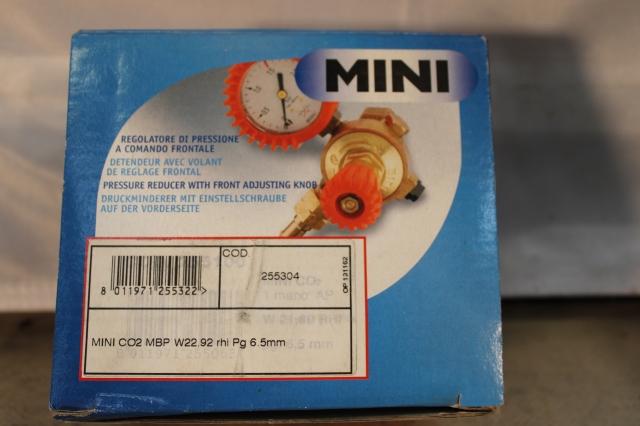 MINI
REGOLATORE DI PRESSIONE
A COMANDO FRONTALE
DETENDEUR AVEC VOLANT
DE REGLAGE FRONTAL
PRESSURE REDUCER WITH FRONT ADJUSTING KNOB
DRUCKMINDERER MIT EINSTELLSCHRAUBE
AUF DER VORDERSEITE
COD.
255304
OP 121162
8 011971 255322 >
MINI CO2 MBP W22.92 rhi Pg 6.5mm